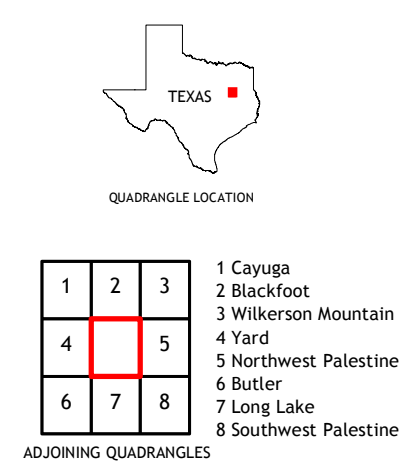 TEXAS
QUADRANGLE LOCATION
1 2 3
4 5
6 7 8
1 Cayuga
2 Blackfoot
3 Wilkerson Mountain
4 Yard
5 Northwest Palestine
6 Butler
7 Long Lake
8 Southwest Palestine
ADJOINING QUADRANGLES